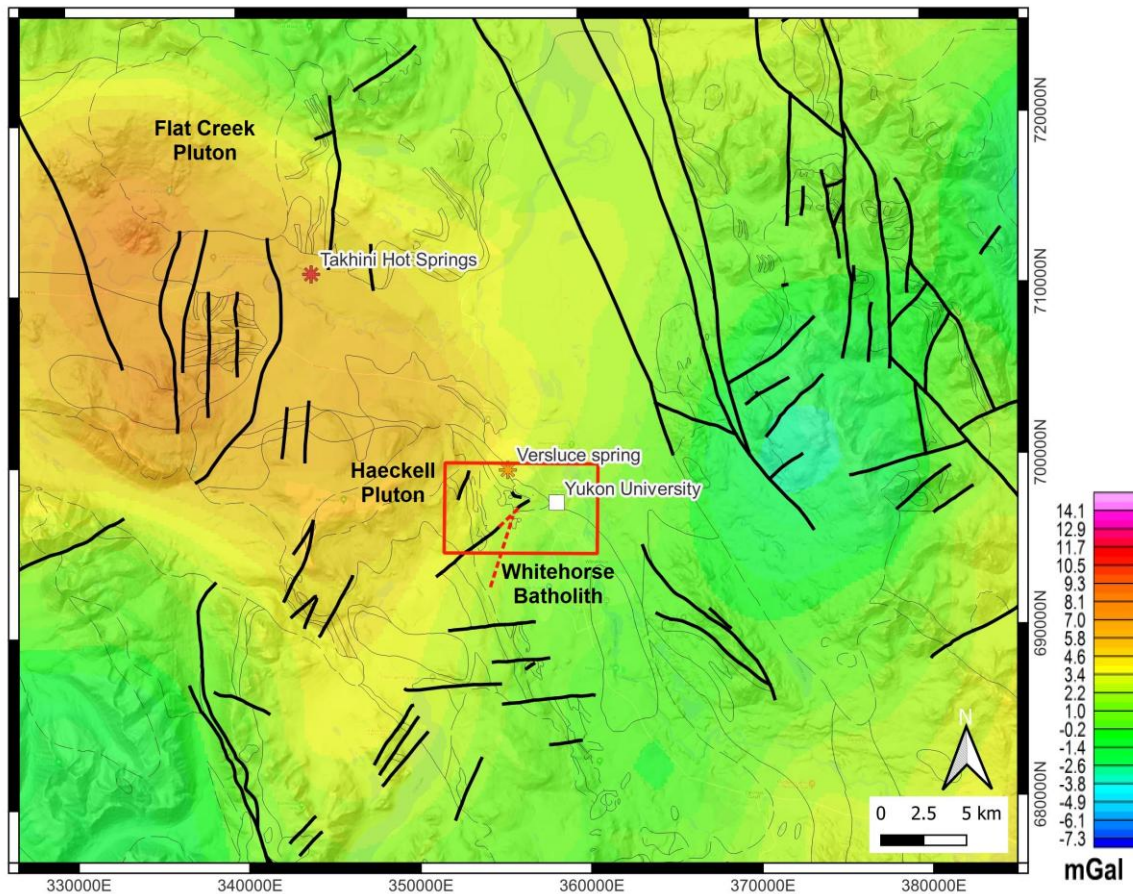 Flat Creek
Pluton
Takhini Hot Springs
Versluce spring
Haeckell
Pluton
Yukon University
Whitehorse
Batholith
720000N
710000N
700000N
690000N
680000N
330000E
340000E
350000E
360000E
370000E
380000E
N
0 2.5 5 km
14.1
12.9
11.7
10.5
9.3
8.1
7.0
5.8
4.6
3.4
2.2
1.0
-0.2
-1.4
-2.6
-3.8
-4.9
-6.1
-7.3
mGal